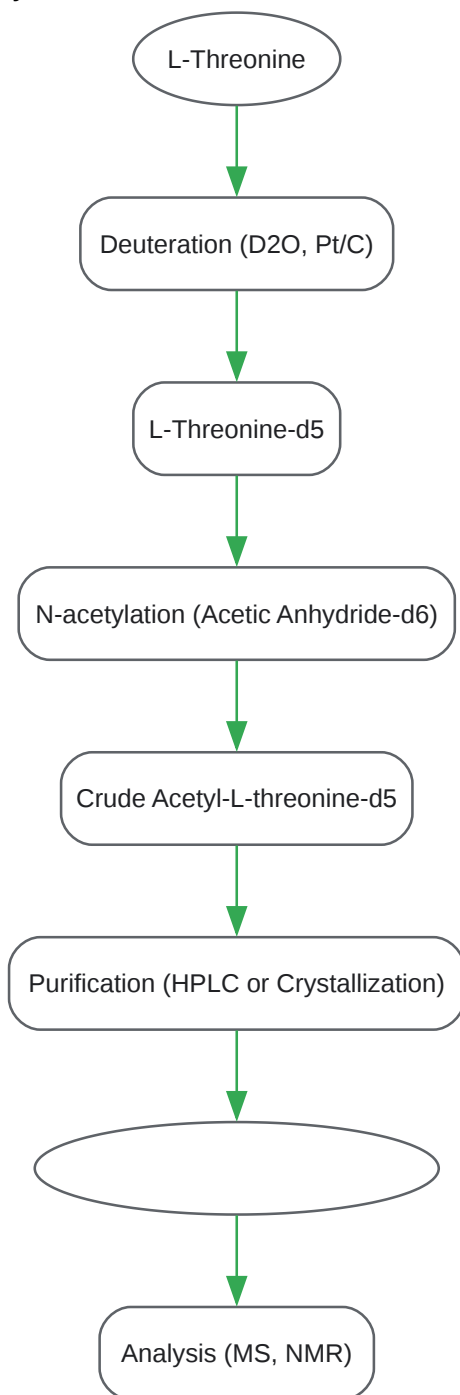 L-Threonine
Deuteration (D2O, Pt/C)
L-Threonine-d5
N-acetylation (Acetic Anhydride-d6)
Crude Acetyl-L-threonine-d5
Purification (HPLC or Crystallization)
Analysis (MS, NMR)